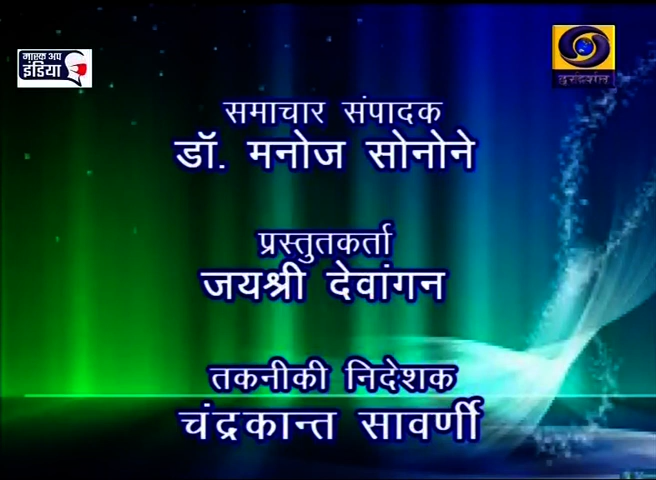 मास्क अप
इंडिया
दूरदर्शन
समाचार संपादक
डॉ. मनोज सोनोने
प्रस्तुतकर्ता
जयश्री देवांगन
तकनीकी निदेशक
चंद्रकान्त सावर्णी